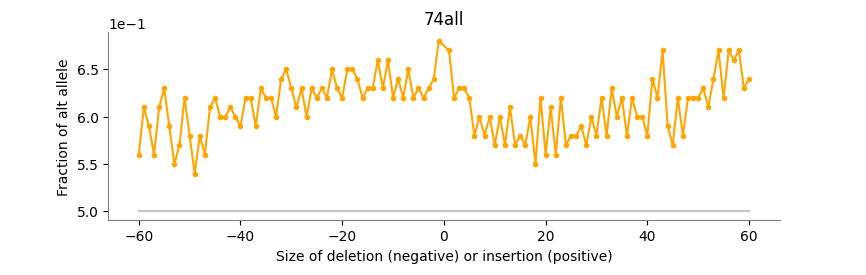 74all
1e−1
6.5
6.0
5.5
5.0
Fraction of alt allele
−60 −40 −20 0 20 40 60
Size of deletion (negative) or insertion (positive)